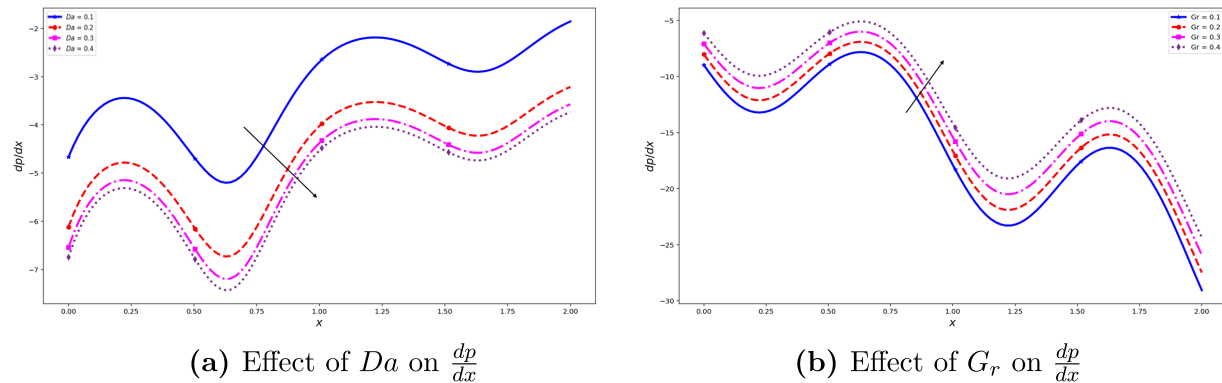 Da = 0.1
Da = 0.2
Da = 0.3
Da = 0.4
−2
−3
−4
−5
−6
−7
dp/dx
0.00 0.25 0.50 0.75 1.00 1.25 1.50 1.75 2.00
x
(a) Effect of Da on dp/dx
Gr = 0.1
Gr = 0.2
Gr = 0.3
Gr = 0.4
−5
−10
−15
−20
−25
−30
dp/dx
0.00 0.25 0.50 0.75 1.00 1.25 1.50 1.75 2.00
x
(b) Effect of Gr on dp/dx